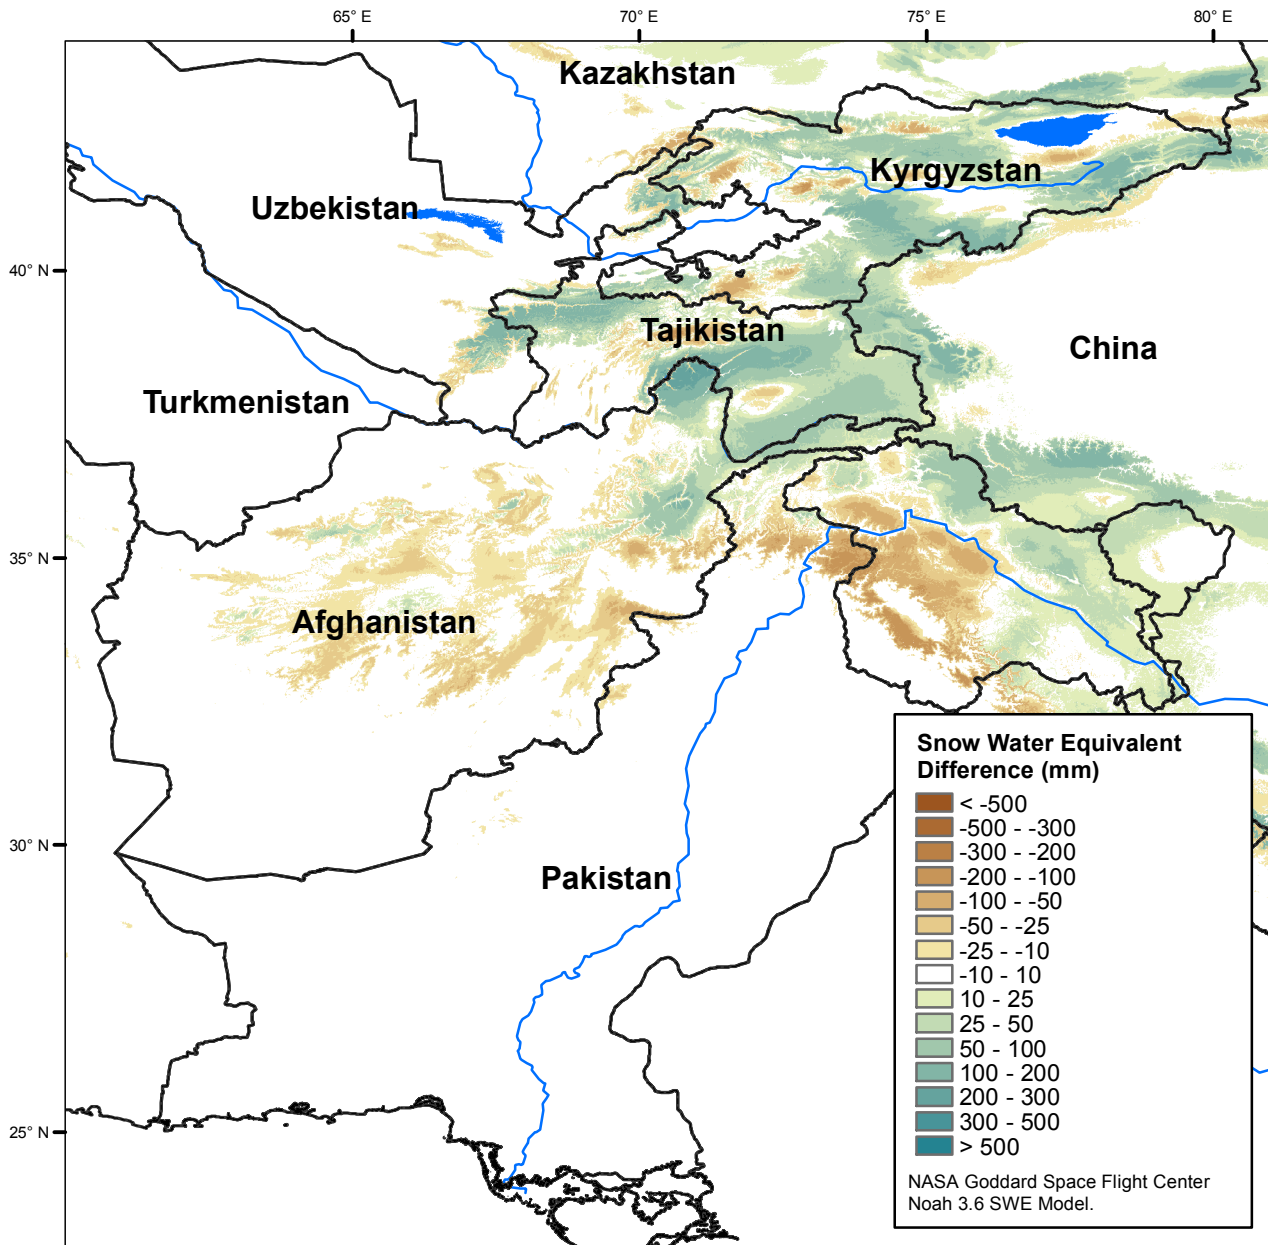 65° E
70° E
75° E
80° E
Kazakhstan
Kyrgyzstan
Uzbekistan
40° N
Tajikistan
China
Turkmenistan
35° N
Afghanistan
Snow Water Equivalent
Difference (mm)
< -500
-500 - -300
-300 - -200
-200 - -100
-100 - -50
-50 - -25
-25 - -10
-10 - 10
10 - 25
25 - 50
50 - 100
100 - 200
200 - 300
300 - 500
> 500
NASA Goddard Space Flight Center
Noah 3.6 SWE Model.
30° N
Pakistan
25° N